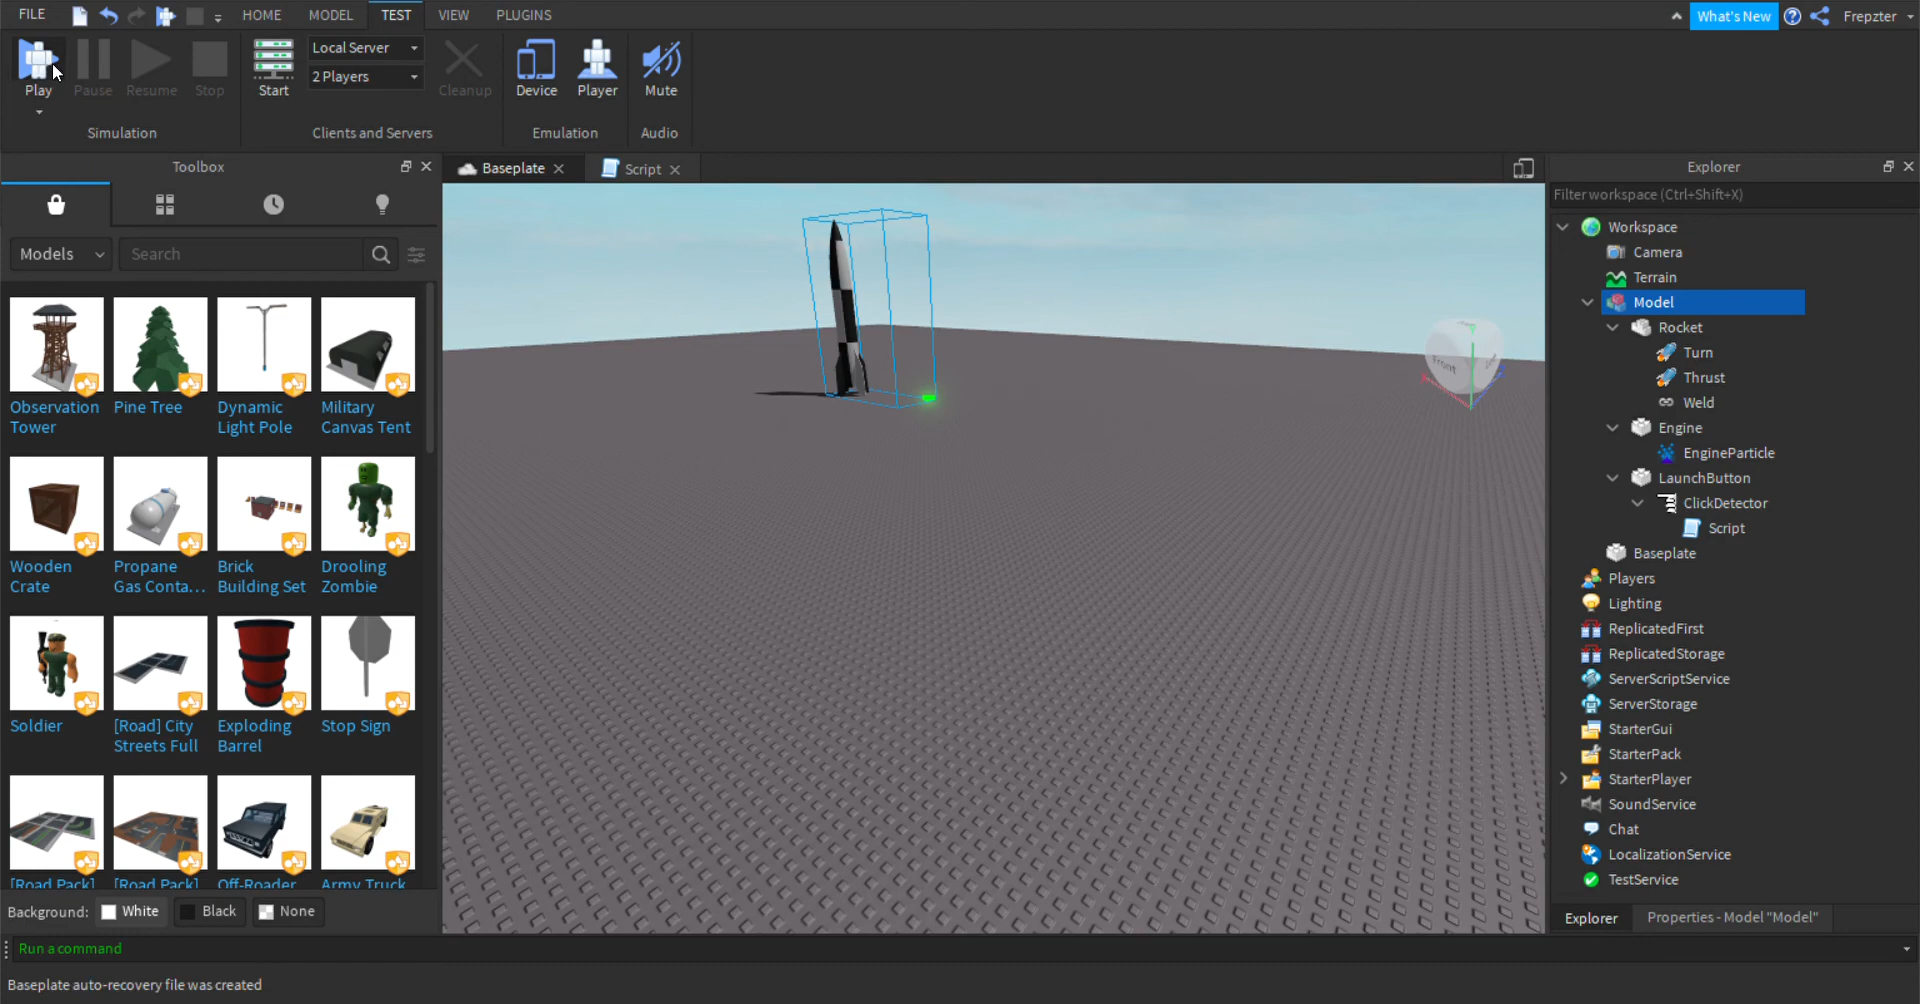 FILE
HOME
MODEL
TEST
VIEW
PLUGINS
What's New
Frepzter
Play
Pause
Resume
Stop
Simulation
Start
Local Server
2 Players
Cleanup
Clients and Servers
Device
Player
Emulation
Mute
Audio
Toolbox
Models
Search
Observation
Tower
Pine Tree
Dynamic
Light Pole
Military
Canvas Tent
Wooden
Crate
Propane
Gas Conta...
Brick
Building Set
Drooling
Zombie
Soldier
[Road] City
Streets Full
Exploding
Barrel
Stop Sign
[Road Pack]
[Road Pack]
Off-Roader
Army Truck
Background:
White
Black
None
Baseplate
Script
Front
Explorer
Filter workspace (Ctrl+Shift+X)
Workspace
Camera
Terrain
Model
Rocket
Turn
Thrust
Weld
Engine
EngineParticle
LaunchButton
ClickDetector
Script
Baseplate
Players
Lighting
ReplicatedFirst
ReplicatedStorage
ServerScriptService
ServerStorage
StarterGui
StarterPack
StarterPlayer
SoundService
Chat
LocalizationService
TestService
Explorer
Properties - Model "Model"
Run a command
Baseplate auto-recovery file was created